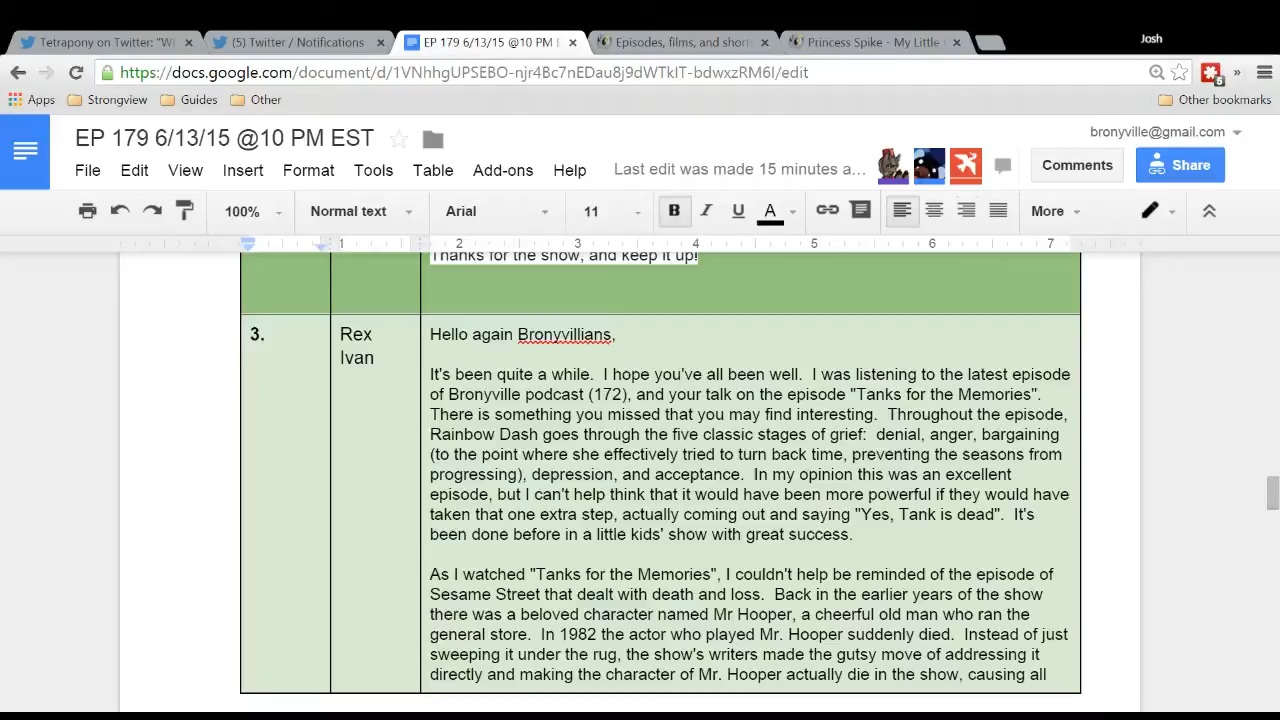 Josh
Tetrapony on Twitter: "W
(5) Twitter / Notifications
EP 179 6/13/15 @10 PM E
Episodes, films, and short
Princess Spike - My Little
https://docs.google.com/document/d/1VNhhgUPSEBO-njr4Bc7nEDau8j9dWTkIT-bdwxzRM6I/edit
5
Apps
Strongview
Guides
Other
Other bookmarks
EP 179 6/13/15 @10 PM EST
bronyville@gmail.com
File Edit View Insert Format Tools Table Add-ons Help
Last edit was made 15 minutes a...
Comments
Share
100% Normal text Arial 11 B I U A More
1 2 3 4 5 6 7
Thanks for the show, and keep it up!
3.
Rex
Ivan
Hello again Bronyvillians,
It's been quite a while.  I hope you've all been well.  I was listening to the latest episode
of Bronyville podcast (172), and your talk on the episode "Tanks for the Memories".
There is something you missed that you may find interesting.  Throughout the episode,
Rainbow Dash goes through the five classic stages of grief:  denial, anger, bargaining
(to the point where she effectively tried to turn back time, preventing the seasons from
progressing), depression, and acceptance.  In my opinion this was an excellent
episode, but I can't help think that it would have been more powerful if they would have
taken that one extra step, actually coming out and saying "Yes, Tank is dead".  It's
been done before in a little kids' show with great success.
As I watched "Tanks for the Memories", I couldn't help be reminded of the episode of
Sesame Street that dealt with death and loss.  Back in the earlier years of the show
there was a beloved character named Mr Hooper, a cheerful old man who ran the
general store.  In 1982 the actor who played Mr. Hooper suddenly died.  Instead of just
sweeping it under the rug, the show's writers made the gutsy move of addressing it
directly and making the character of Mr. Hooper actually die in the show, causing all